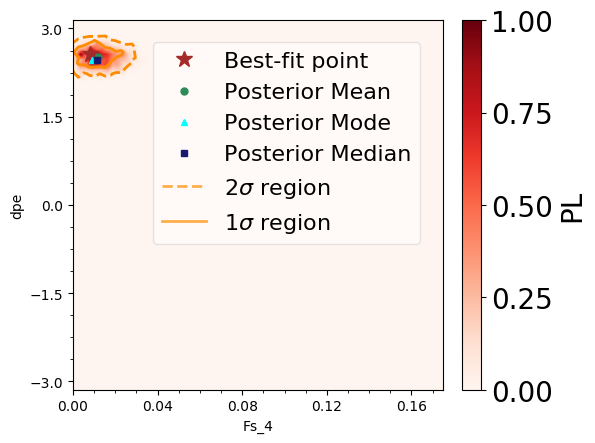 3.0
1.5
0.0
−1.5
−3.0
dpe
0.00
0.04
0.08
0.12
0.16
Fs_4
Best-fit point
Posterior Mean
Posterior Mode
Posterior Median
2σ region
1σ region
1.00
0.75
0.50
0.25
0.00
PL